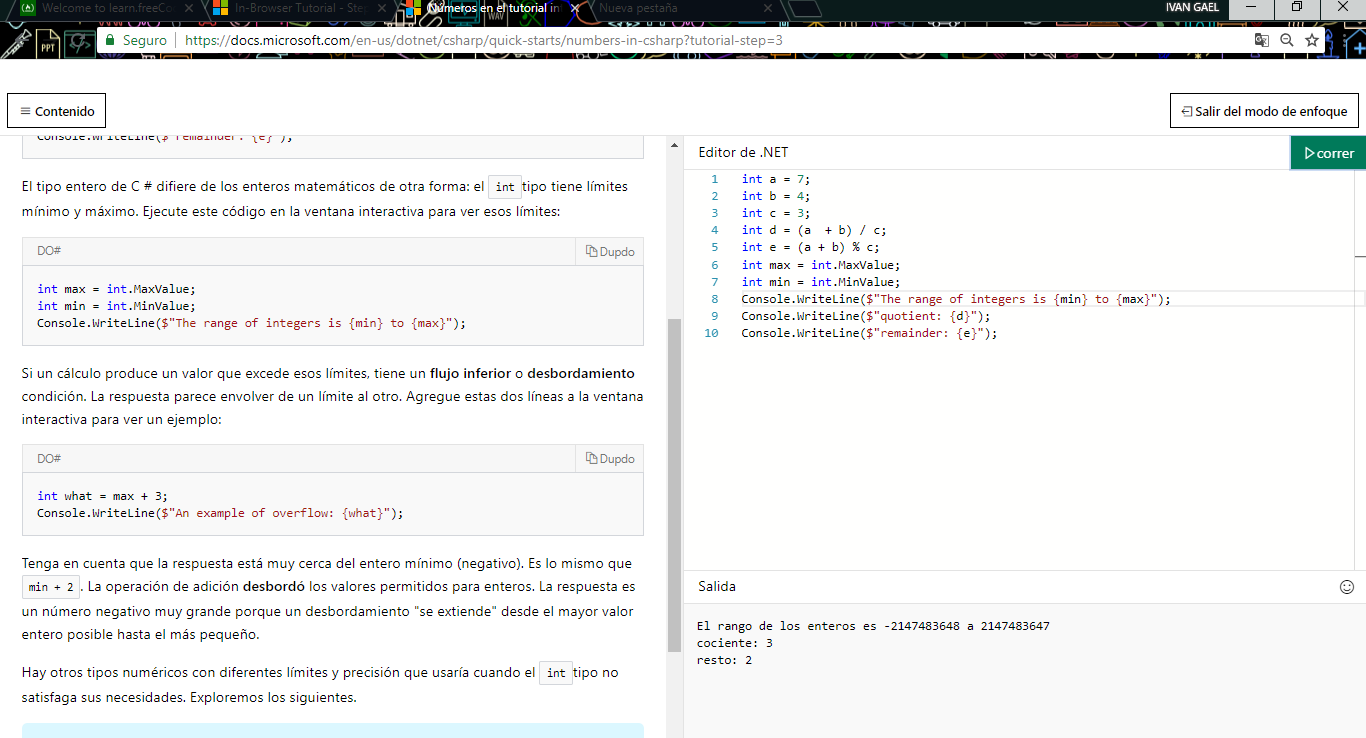 Welcome to learn.freeCo
In-Browser Tutorial - Ste
Números en el tutorial in
Nueva pestaña
IVAN GAEL
PPT
WAV
Seguro
https://docs.microsoft.com/en-us/dotnet/csharp/quick-starts/numbers-in-csharp?tutorial-step=3
Contenido
Salir del modo de enfoque
Console.WriteLine($"remainder: {e}");
El tipo entero de C # difiere de los enteros matemáticos de otra forma: el int tipo tiene límites
mínimo y máximo. Ejecute este código en la ventana interactiva para ver esos límites:
DO#
Dupdo
int max = int.MaxValue;
int min = int.MinValue;
Console.WriteLine($"The range of integers is {min} to {max}");
Si un cálculo produce un valor que excede esos límites, tiene un flujo inferior o desbordamiento
condición. La respuesta parece envolver de un límite al otro. Agregue estas dos líneas a la ventana
interactiva para ver un ejemplo:
DO#
Dupdo
int what = max + 3;
Console.WriteLine($"An example of overflow: {what}");
Tenga en cuenta que la respuesta está muy cerca del entero mínimo (negativo). Es lo mismo que
min + 2 . La operación de adición desbordó los valores permitidos para enteros. La respuesta es
un número negativo muy grande porque un desbordamiento "se extiende" desde el mayor valor
entero posible hasta el más pequeño.
Hay otros tipos numéricos con diferentes límites y precisión que usaría cuando el int tipo no
satisfaga sus necesidades. Exploremos los siguientes.
Editor de .NET
correr
1 int a = 7;
2 int b = 4;
3 int c = 3;
4 int d = (a  + b) / c;
5 int e = (a + b) % c;
6 int max = int.MaxValue;
7 int min = int.MinValue;
8 Console.WriteLine($"The range of integers is {min} to {max}");
9 Console.WriteLine($"quotient: {d}");
10 Console.WriteLine($"remainder: {e}");
Salida
El rango de los enteros es -2147483648 a 2147483647
cociente: 3
resto: 2